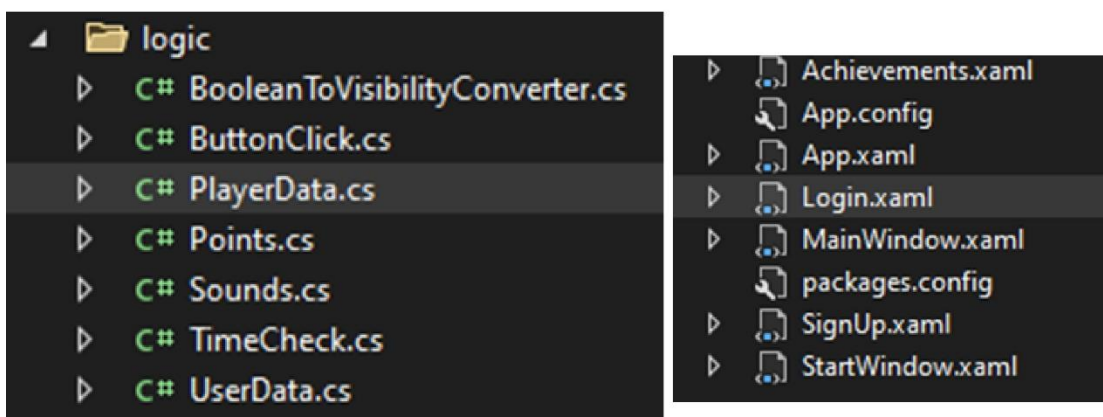 logic
C# BooleanToVisibilityConverter.cs
C# ButtonClick.cs
C# PlayerData.cs
C# Points.cs
C# Sounds.cs
C# TimeCheck.cs
C# UserData.cs
Achievements.xaml
App.config
App.xaml
Login.xaml
MainWindow.xaml
packages.config
SignUp.xaml
StartWindow.xaml